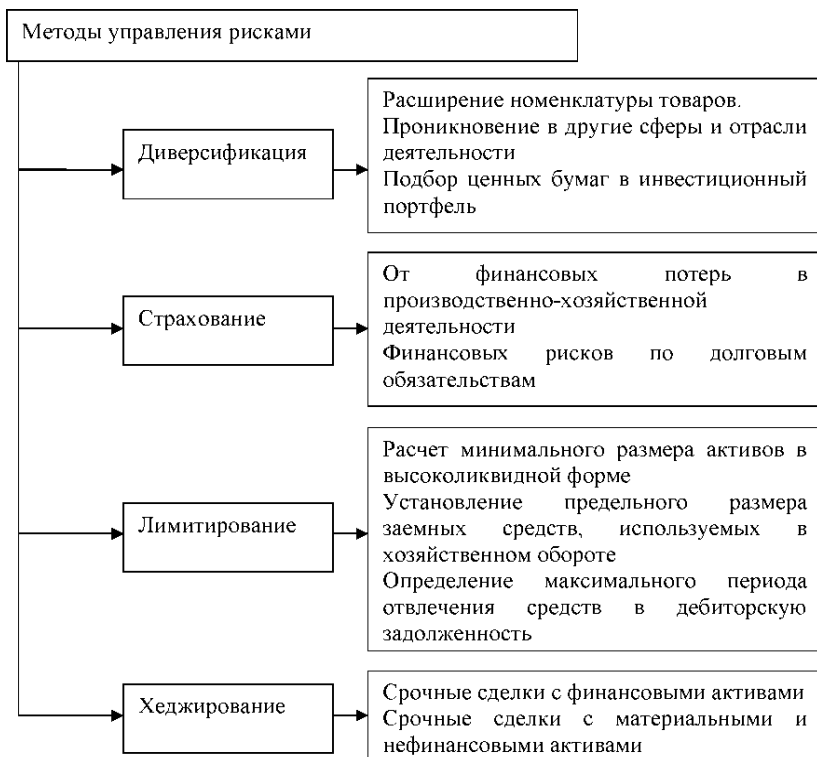 Методы управления рисками
Диверсификация
Расширение номенклатуры товаров.
Проникновение в другие сферы и отрасли
деятельности
Подбор ценных бумаг в инвестиционный
портфель
Страхование
От финансовых потерь в
производственно-хозяйственной
деятельности
Финансовых рисков по долговым
обязательствам
Лимитирование
Расчет минимального размера активов в
высоколиквидной форме
Установление предельного размера
заемных средств, используемых в
хозяйственном обороте
Определение максимального периода
отвлечения средств в дебиторскую
задолженность
Хеджирование
Срочные сделки с финансовыми активами
Срочные сделки с материальными и
нефинансовыми активами